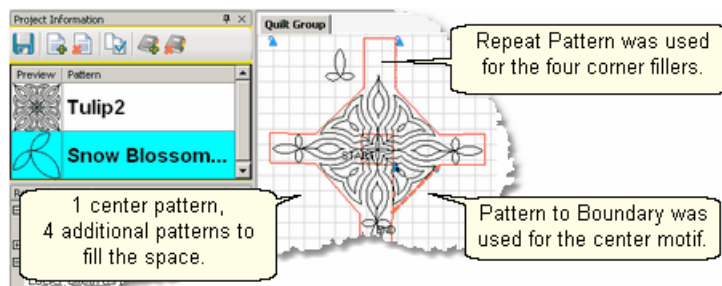 Project Information
Quilt Group
Preview Pattern
Tulip2
Snow Blossom...
Repeat Pattern was used
for the four corner fillers.
START
END
1 center pattern,
4 additional patterns to
fill the space.
Pattern to Boundary was
used for the center motif.